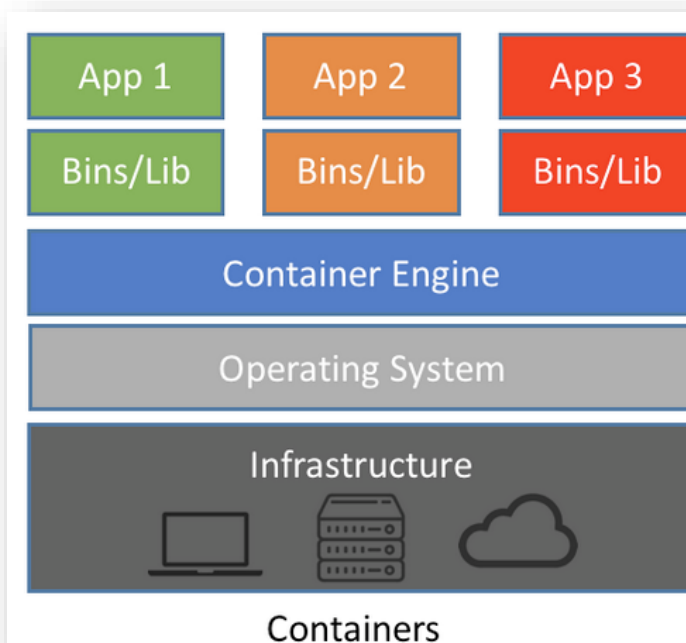 App 1 App 2 App 3
Bins/Lib Bins/Lib Bins/Lib
Container Engine
Operating System
Infrastructure
Containers